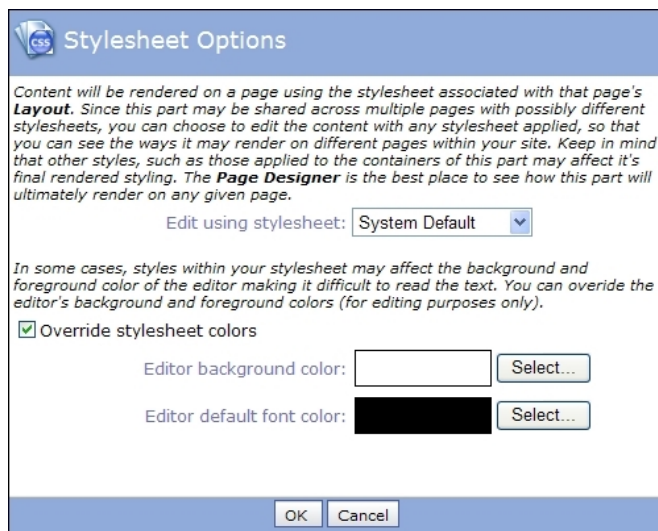 CSS
Stylesheet Options
Content will be rendered on a page using the stylesheet associated with that page's
Layout. Since this part may be shared across multiple pages with possibly different
stylesheets, you can choose to edit the content with any stylesheet applied, so that
you can see the ways it may render on different pages within your site. Keep in mind
that other styles, such as those applied to the containers of this part may affect it's
final rendered styling. The Page Designer is the best place to see how this part will
ultimately render on any given page.
Edit using stylesheet: System Default
In some cases, styles within your stylesheet may affect the background and
foreground color of the editor making it difficult to read the text. You can override the
editor's background and foreground colors (for editing purposes only).
Override stylesheet colors
Editor background color: Select...
Editor default font color: Select...
OK Cancel